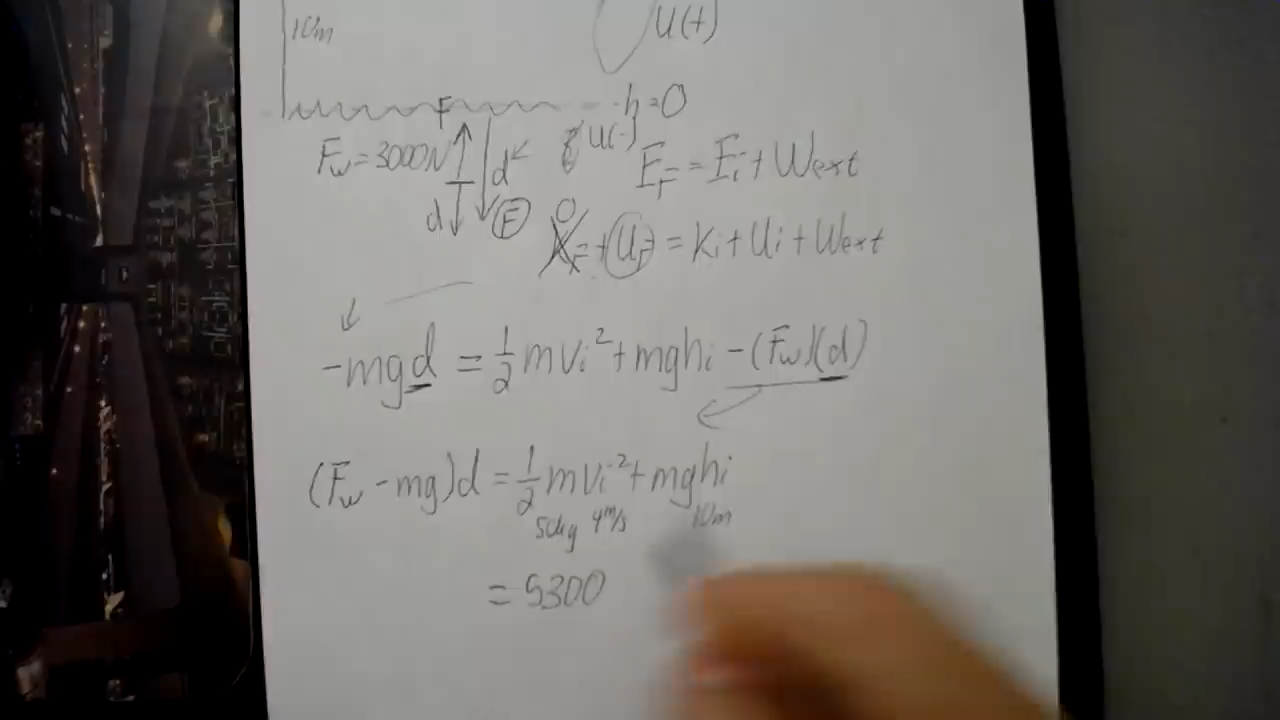 10m
U(+)
F
h=0
Fw=3000N
d
U(-)
EF=Ei+Wext
d
F
0
KF+UF=Ki+Ui+Wext
-mgd=½mvi²+mghi-(Fw)(d)
(Fw-mg)d=½mvi²+mghi
50kg 4m/s 10m
=5300